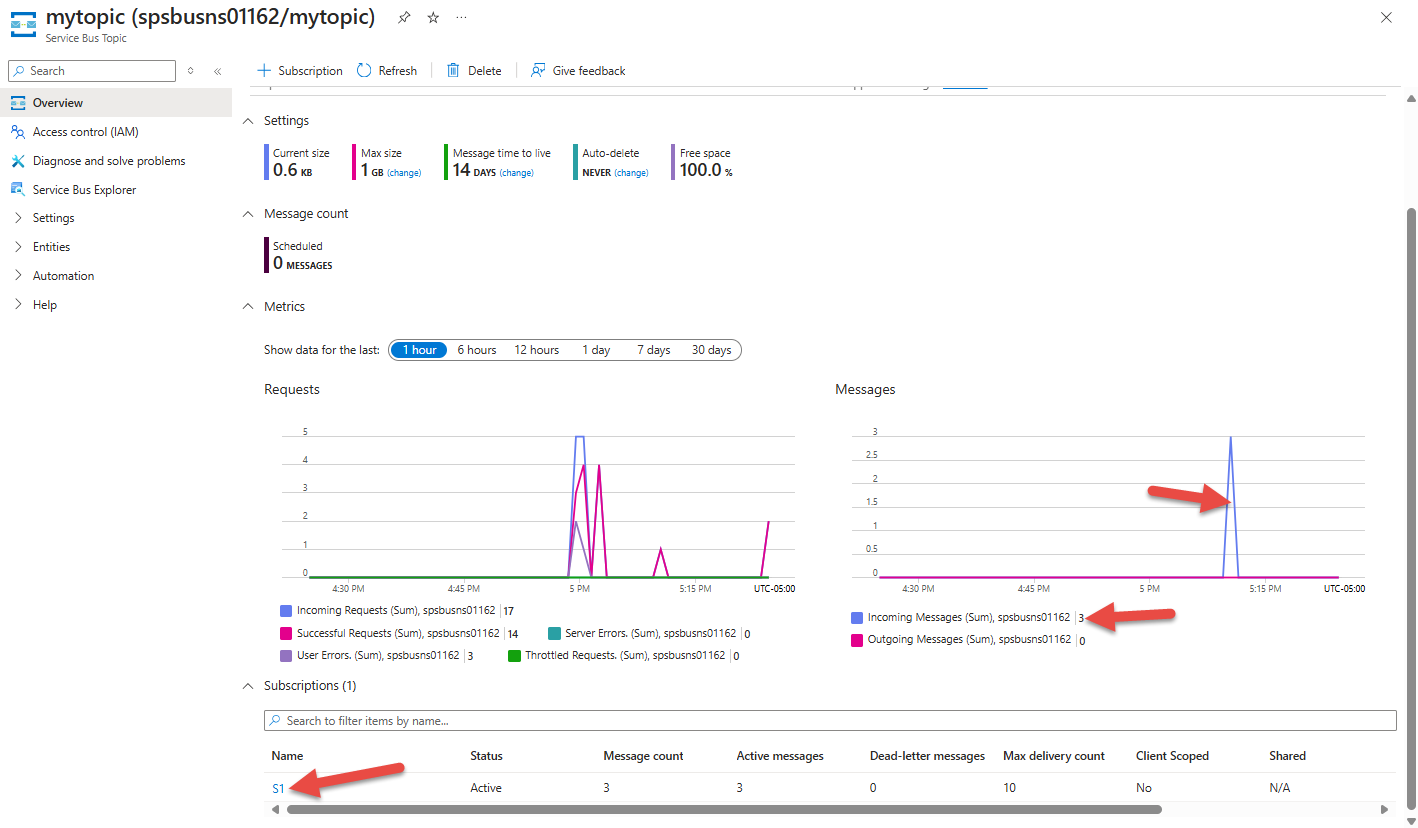 mytopic (spsbusns01162/mytopic)
Service Bus Topic
Search
Subscription Refresh Delete Give feedback
Overview
Access control (IAM)
Diagnose and solve problems
Service Bus Explorer
Settings
Entities
Automation
Help
Settings
Current size Max size Message time to live Auto-delete Free space
0.6 KB 1 GB (change) 14 DAYS (change) NEVER (change) 100.0 %
Message count
Scheduled
0 MESSAGES
Metrics
Show data for the last: 1 hour 6 hours 12 hours 1 day 7 days 30 days
Requests
5
4
3
2
1
0
4:30 PM 4:45 PM 5 PM 5:15 PM UTC-05:00
Incoming Requests (Sum), spsbusns01162 17
Successful Requests (Sum), spsbusns01162 14 Server Errors. (Sum), spsbusns01162 0
User Errors. (Sum), spsbusns01162 3 Throttled Requests. (Sum), spsbusns01162 0
Messages
3
2.5
2
1.5
1
0.5
0
4:30 PM 4:45 PM 5 PM 5:15 PM UTC-05:00
Incoming Messages (Sum), spsbusns01162 3
Outgoing Messages (Sum), spsbusns01162 0
Subscriptions (1)
Search to filter items by name...
Name Status Message count Active messages Dead-letter messages Max delivery count Client Scoped Shared
S1 Active 3 3 0 10 No N/A